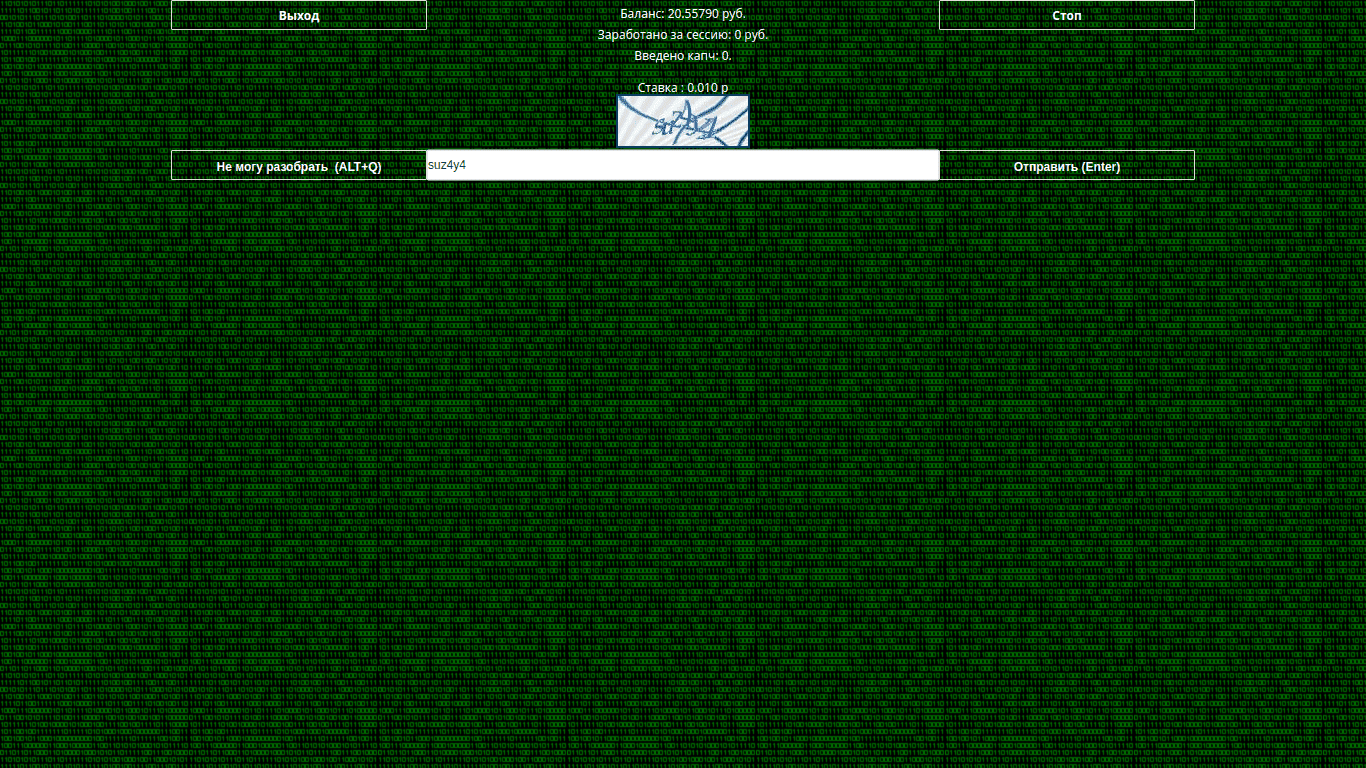 Выход
Баланс: 20.55790 руб.
Стоп
Заработано за сессию: 0 руб.
Введено капч: 0.
Ставка : 0.010 р
Не могу разобрать (ALT+Q)
suz4y4
Отправить (Enter)